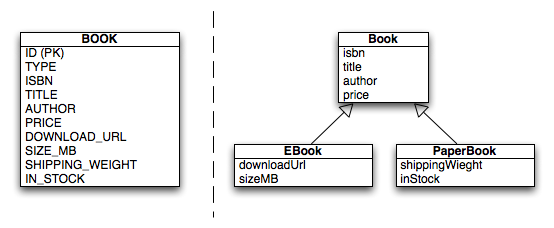 BOOK
ID (PK)
TYPE
ISBN
TITLE
AUTHOR
PRICE
DOWNLOAD_URL
SIZE_MB
SHIPPING_WEIGHT
IN_STOCK
Book
isbn
title
author
price
EBook
downloadUrl
sizeMB
PaperBook
shippingWieght
inStock